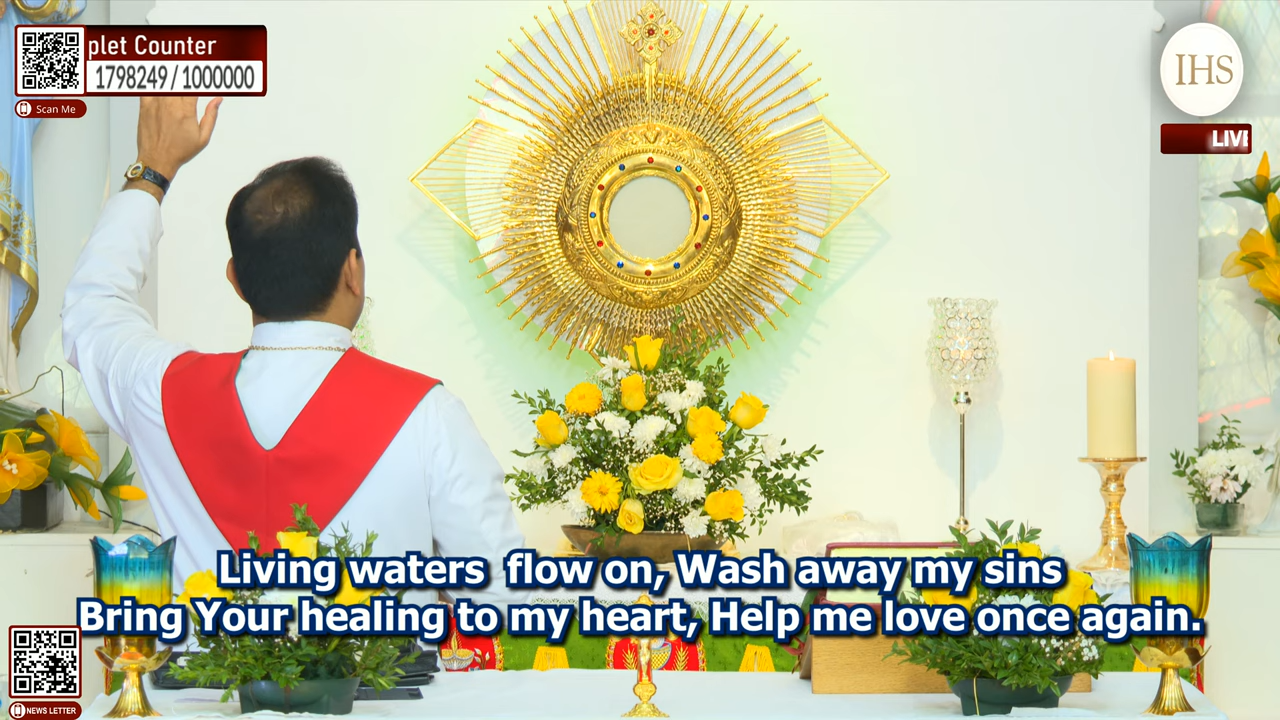 plet Counter
1798249/1000000
Scan Me
IHS
LIVE
Living waters  flow on, Wash away my sins
Bring Your healing to my heart, Help me love once again.
NEWS LETTER